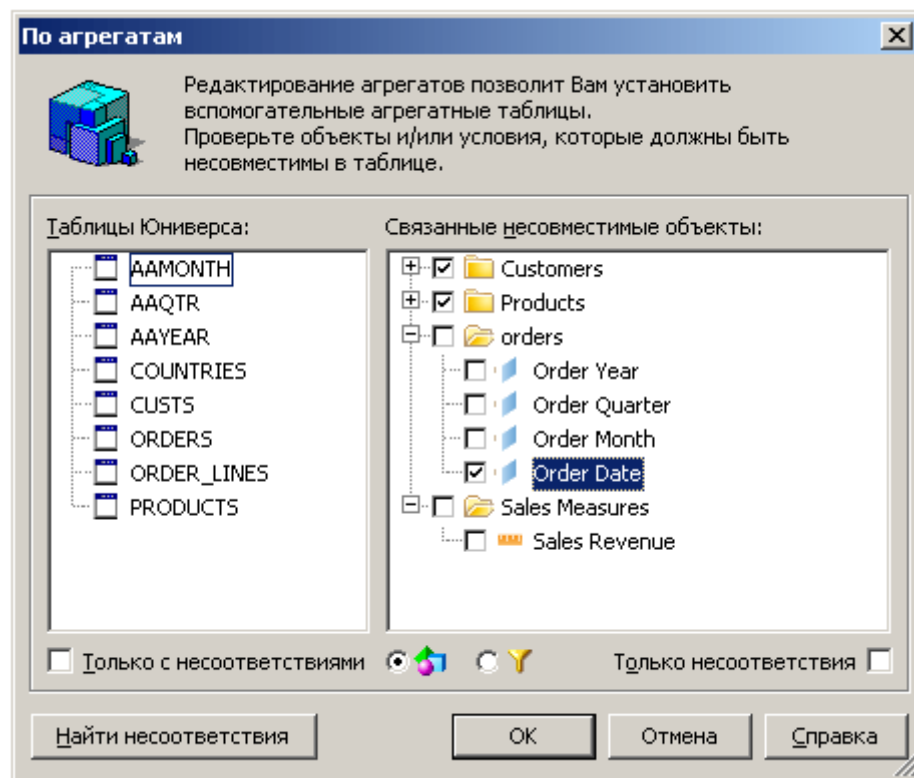 По агрегатам
Редактирование агрегатов позволит Вам установить
вспомогательные агрегатные таблицы.
Проверьте объекты и/или условия, которые должны быть
несовместимы в таблице.
Таблицы Юниверса:
AAMONTH
AAQTR
AAYEAR
COUNTRIES
CUSTS
ORDERS
ORDER_LINES
PRODUCTS
Связанные несовместимые объекты:
Customers
Products
orders
Order Year
Order Quarter
Order Month
Order Date
Sales Measures
Sales Revenue
Только с несоответствиями
Только несоответствия
Найти несоответствия
OK
Отмена
Справка